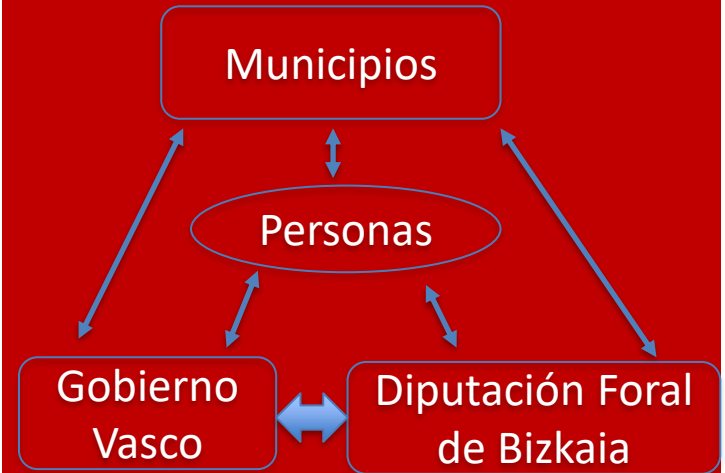 Municipios
Personas
Gobierno
Vasco
Diputación Foral
de Bizkaia